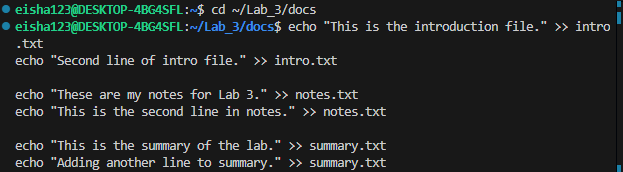 eisha123@DESKTOP-4BG4SFL:~$ cd ~/Lab_3/docs
eisha123@DESKTOP-4BG4SFL:~/Lab_3/docs$ echo "This is the introduction file." >> intro
.txt
echo "Second line of intro file." >> intro.txt
echo "These are my notes for Lab 3." >> notes.txt
echo "This is the second line in notes." >> notes.txt
echo "This is the summary of the lab." >> summary.txt
echo "Adding another line to summary." >> summary.txt